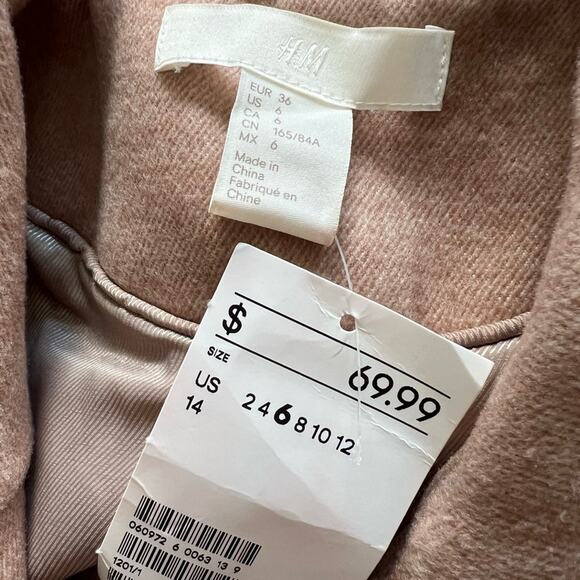 H&M
EUR 36
US 6
CA 6
CN 165/84A
MX 6
Made in
China
Fabriqué en
Chine
$ 69.99
SIZE
US 2 4 6 8 10 12
14
060972 6 0063 13 9
1201/1